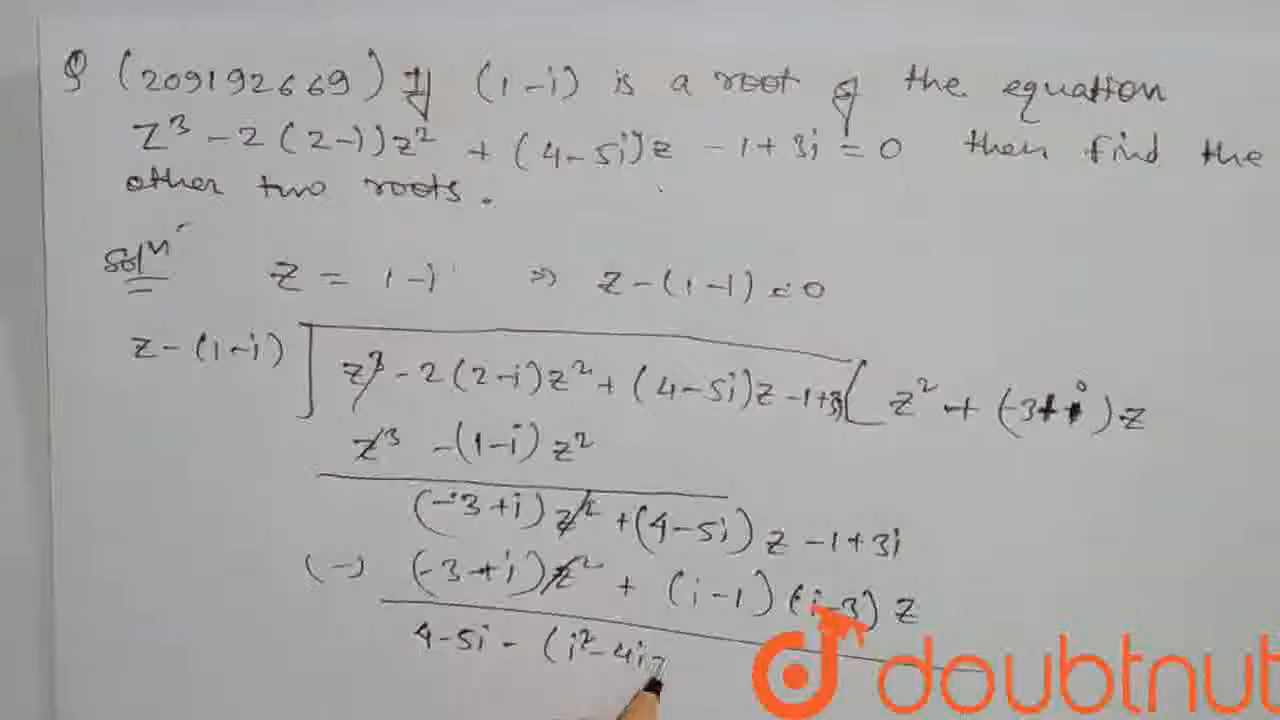 Q (209192669) If (1-i) is a root of the equation
z³ - 2(2-i)z² + (4-5i)z - 1+3i = 0 then find the
other two roots.
Solⁿ z = 1-i ⇒ z-(1-i) = 0
z-(1-i) ) z³ - 2(2-i)z² + (4-5i)z - 1+3i ( z² + (-3+i)z
z³ -(1-i)z²
(-3+i)z² + (4-5i)z - 1+3i
(-) (-3+i)z² + (i-1)(i-3)z
4-5i - (i²-4i
doubtnut